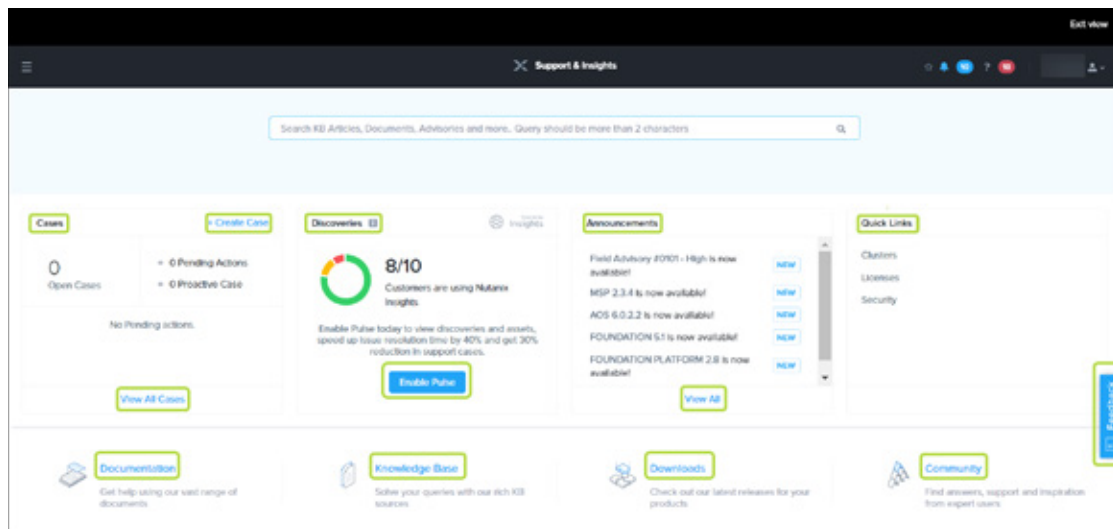 Exit view
Support & Insights
?
Search KB Articles, Documents, Advisories and more.. Query should be more than 2 characters
Cases
+ Create Case
0
Open Cases
0 Pending Actions
0 Proactive Case
No Pending actions.
View All Cases
Discoveries
Insights
8/10
Customers are using Nutanix
Insights
Enable Pulse today to view discoveries and assets,
speed up issue resolution time by 40% and get 30%
reduction in support cases.
Enable Pulse
Announcements
Field Advisory #0101 - High is now
available!
NEW
MSP 2.3.4 is now available!
NEW
AOS 6.0.2.2 is now available!
NEW
FOUNDATION 5.1 is now available!
NEW
FOUNDATION PLATFORM 2.8 is now
available!
NEW
View All
Quick Links
Clusters
Licenses
Security
Feedback
Documentation
Get help using our vast range of
documents
Knowledge Base
Solve your queries with our rich KB
sources
Downloads
Check out our latest releases for your
products
Community
Find answers, support and inspiration
from expert users